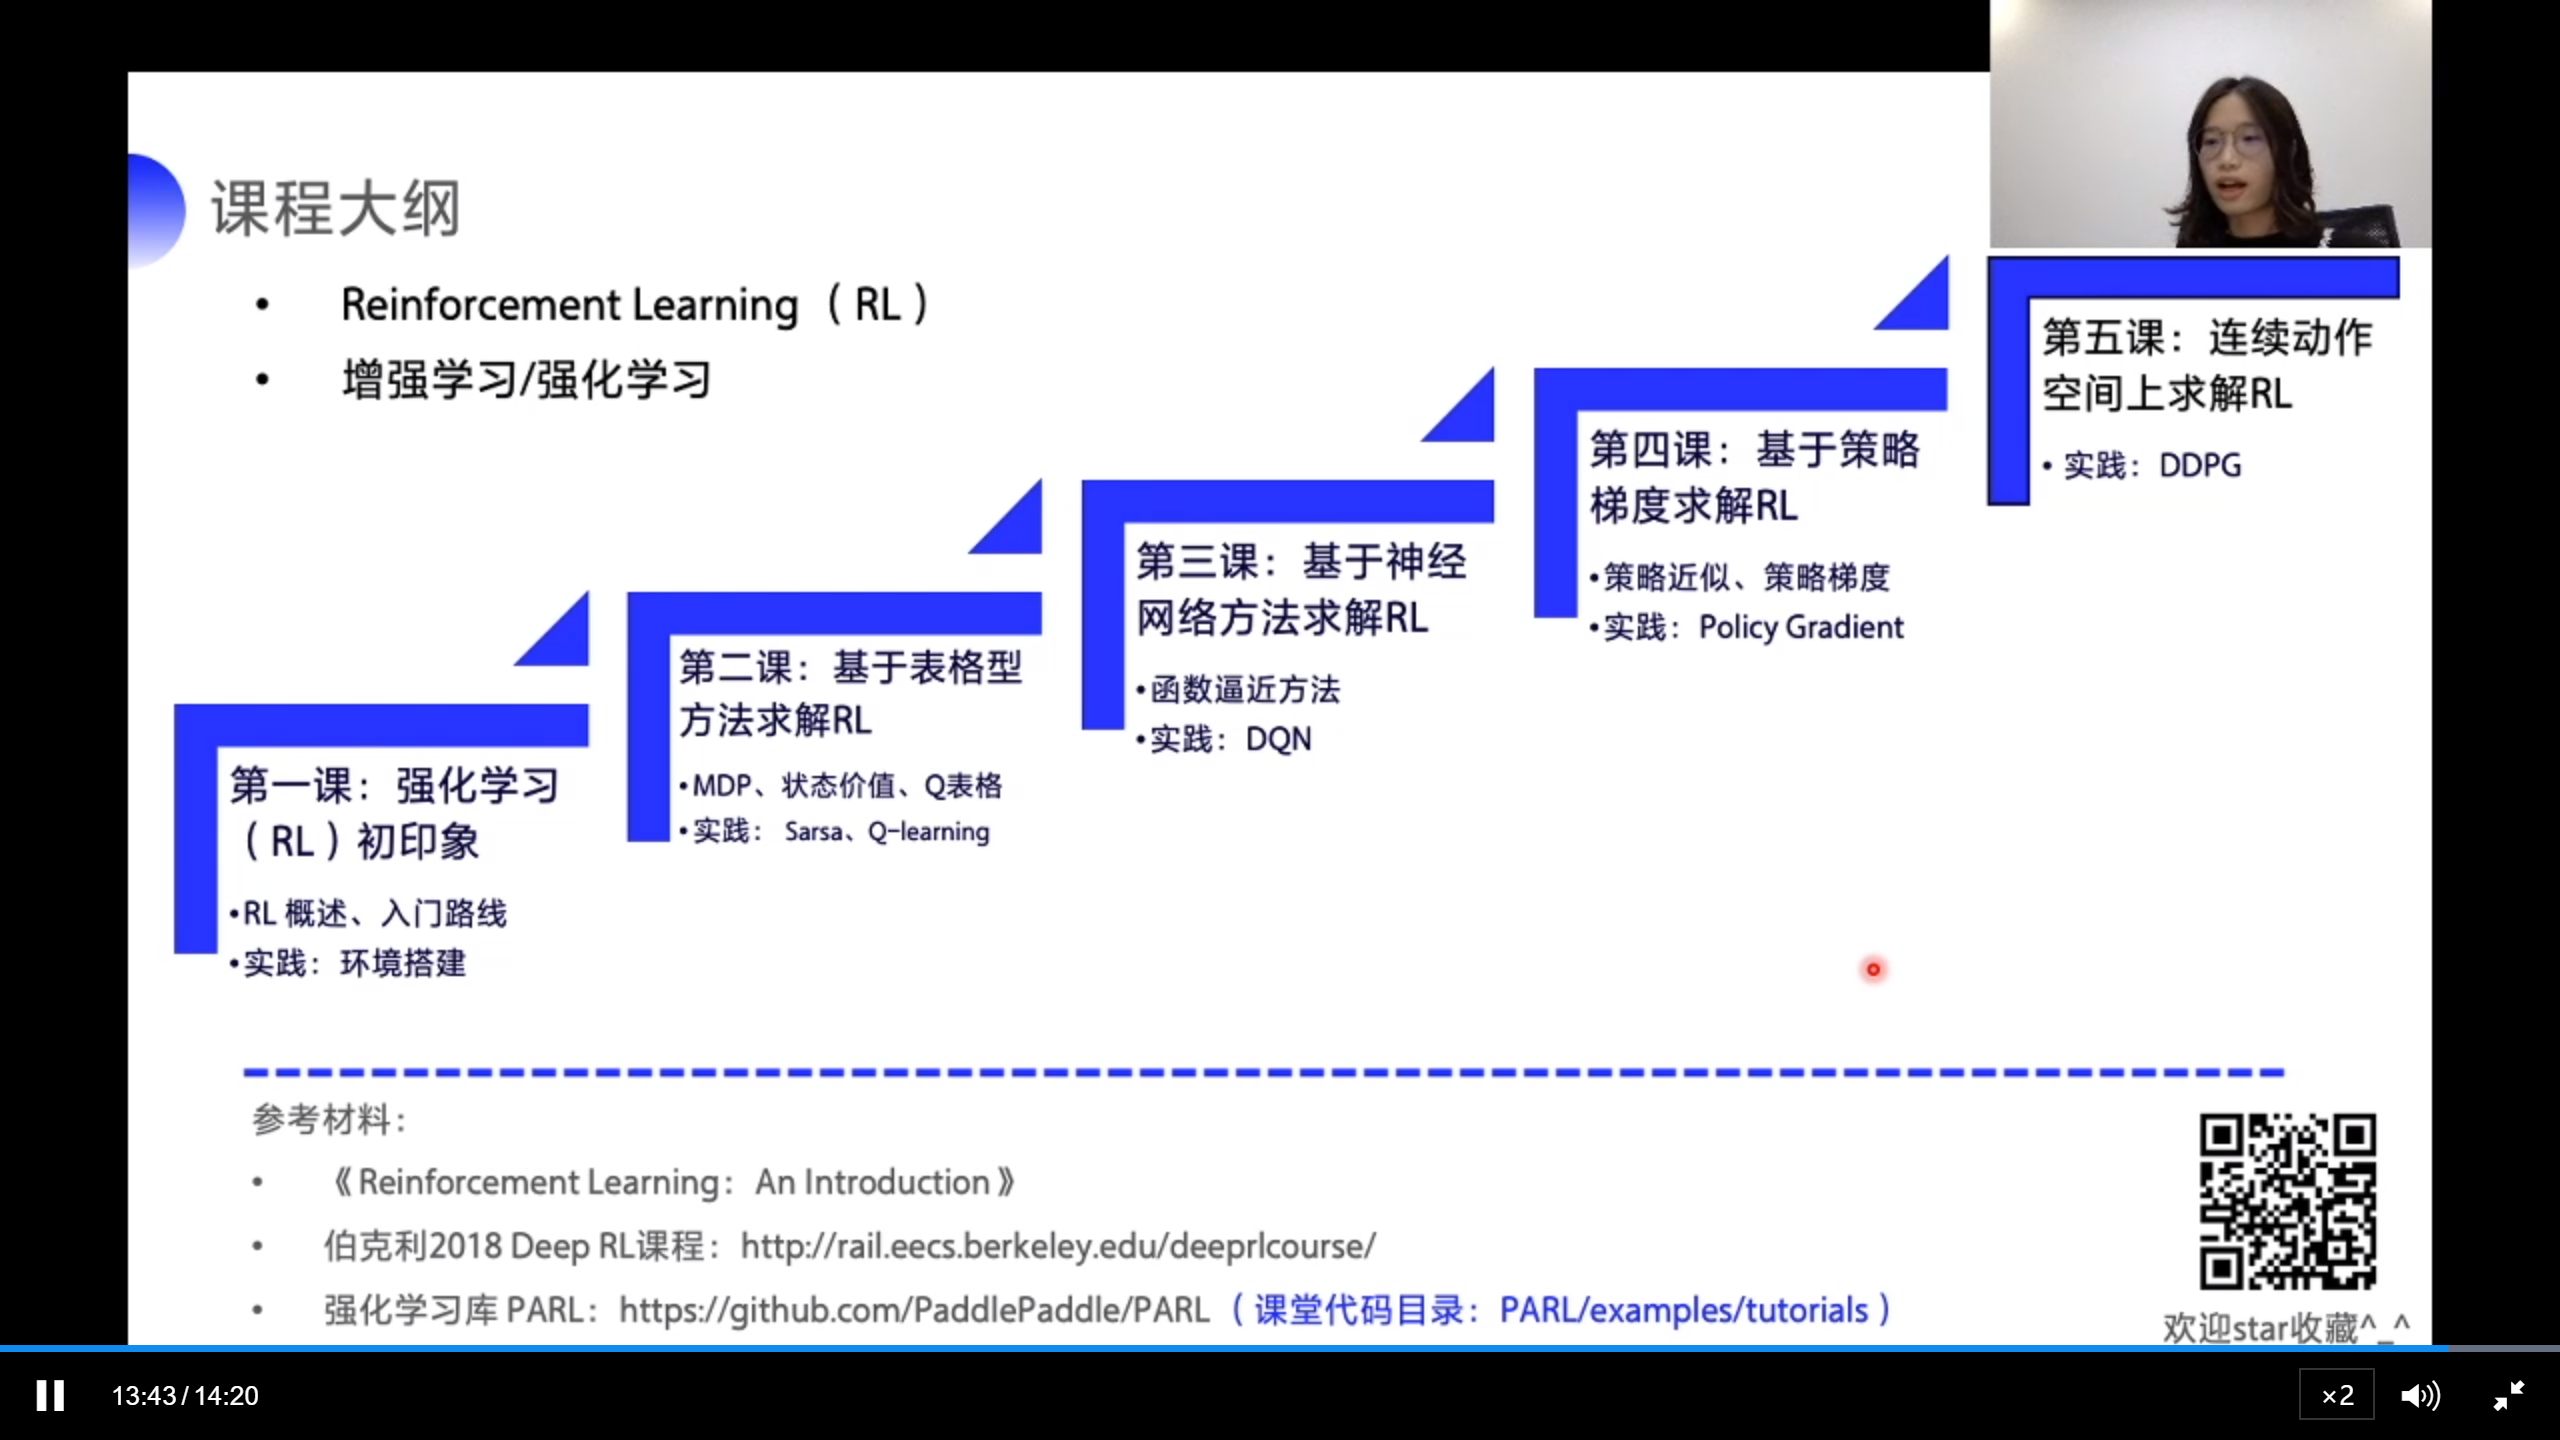 课程大纲
• Reinforcement Learning（RL）
• 增强学习/强化学习
第一课：强化学习
（RL）初印象
•RL 概述、入门路线
•实践：环境搭建
第二课：基于表格型
方法求解RL
•MDP、状态价值、Q表格
•实践： Sarsa、Q-learning
第三课：基于神经
网络方法求解RL
•函数逼近方法
•实践：DQN
第四课：基于策略
梯度求解RL
•策略近似、策略梯度
•实践：Policy Gradient
第五课：连续动作
空间上求解RL
• 实践：DDPG
参考材料：
• 《Reinforcement Learning：An Introduction》
• 伯克利2018 Deep RL课程：http://rail.eecs.berkeley.edu/deeprlcourse/
• 强化学习库 PARL：https://github.com/PaddlePaddle/PARL（课堂代码目录：PARL/examples/tutorials）
欢迎star收藏^_^
13:43 / 14:20
×2